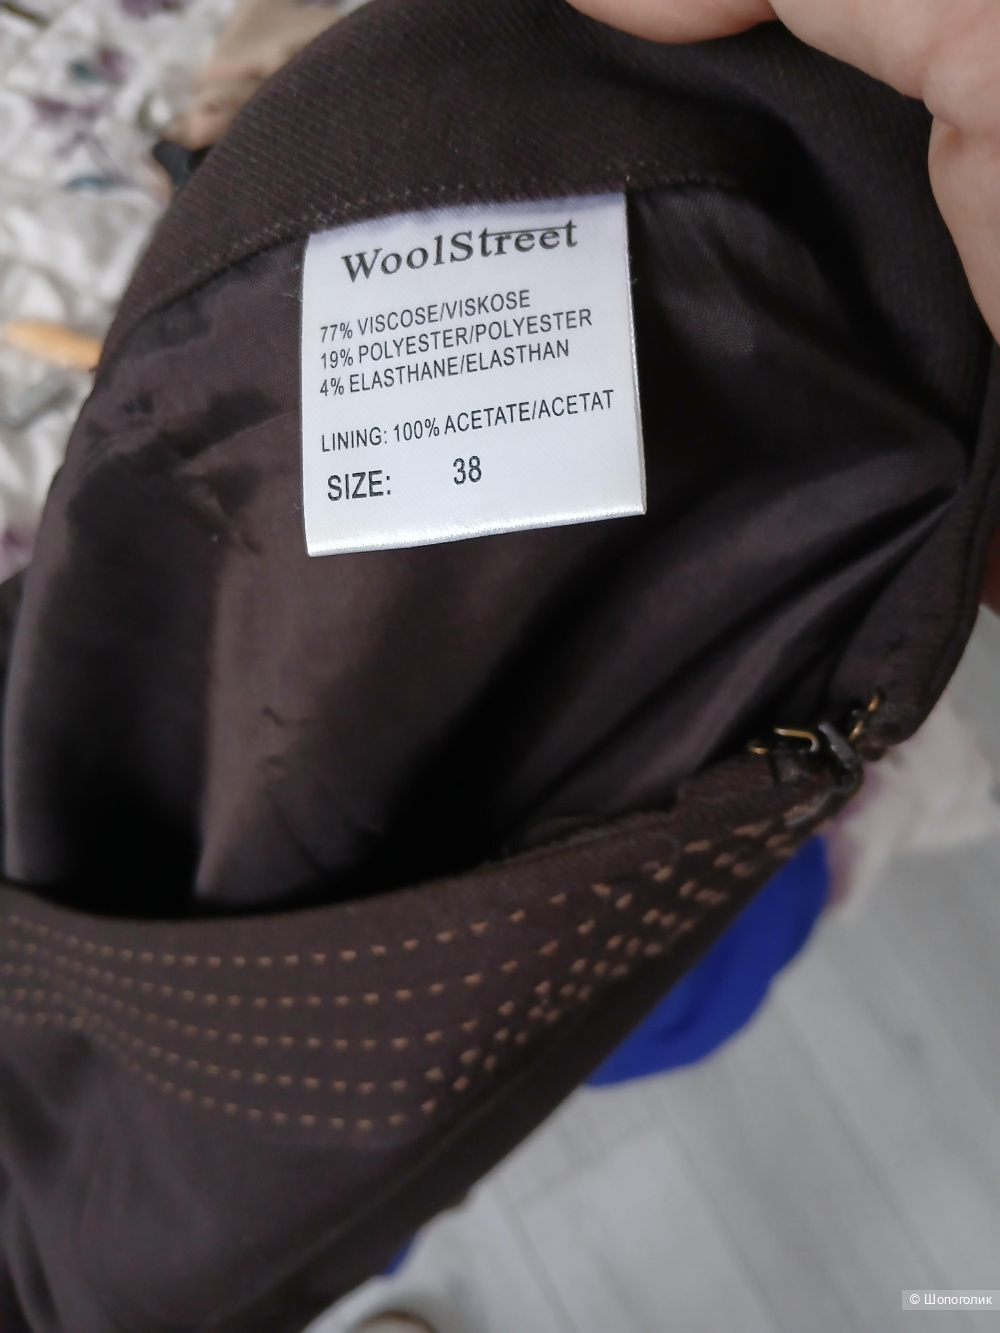 WoolStreet
77% VISCOSE/VISKOSE
19% POLYESTER/POLYESTER
4% ELASTHANE/ELASTHAN
LINING: 100% ACETATE/ACETAT
SIZE: 38
© Шопоголик